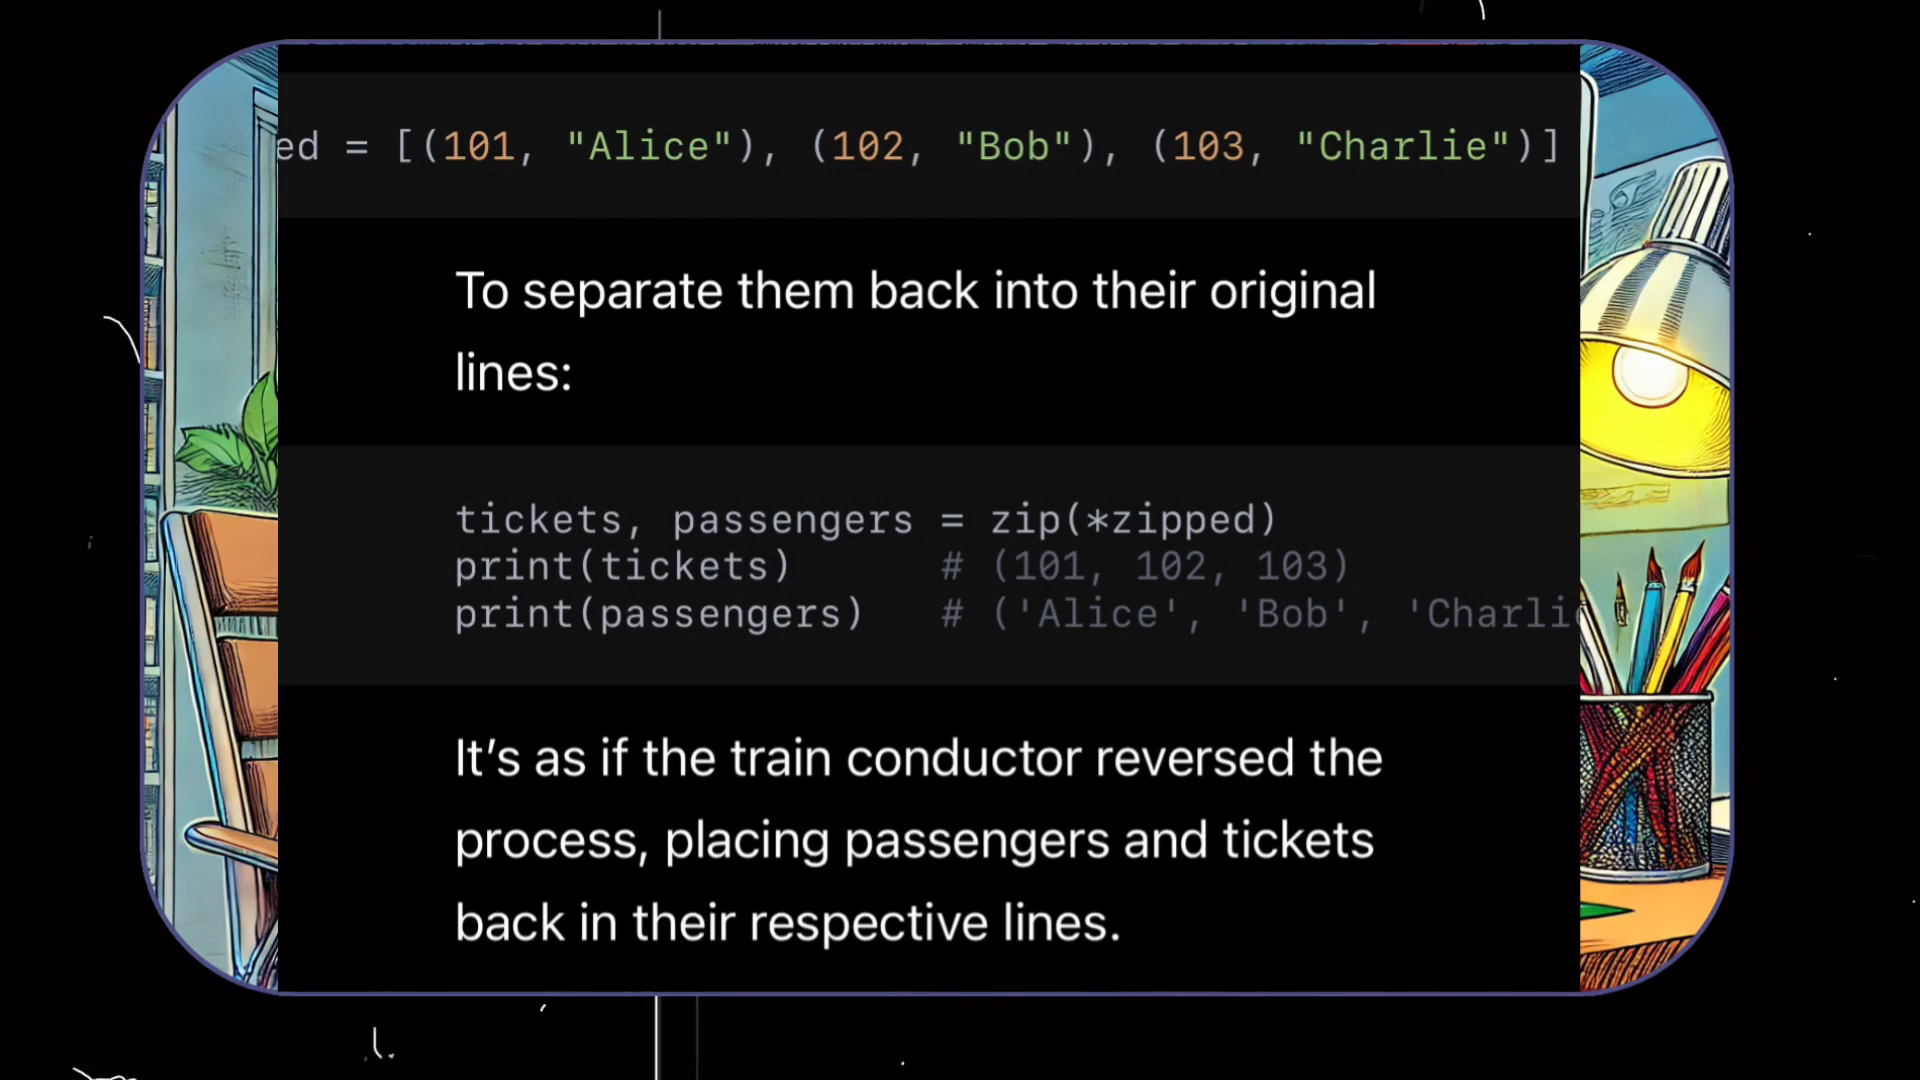 ed = [(101, "Alice"), (102, "Bob"), (103, "Charlie")]
To separate them back into their original
lines:
tickets, passengers = zip(*zipped)
print(tickets) # (101, 102, 103)
print(passengers) # ('Alice', 'Bob', 'Charli
It's as if the train conductor reversed the
process, placing passengers and tickets
back in their respective lines.